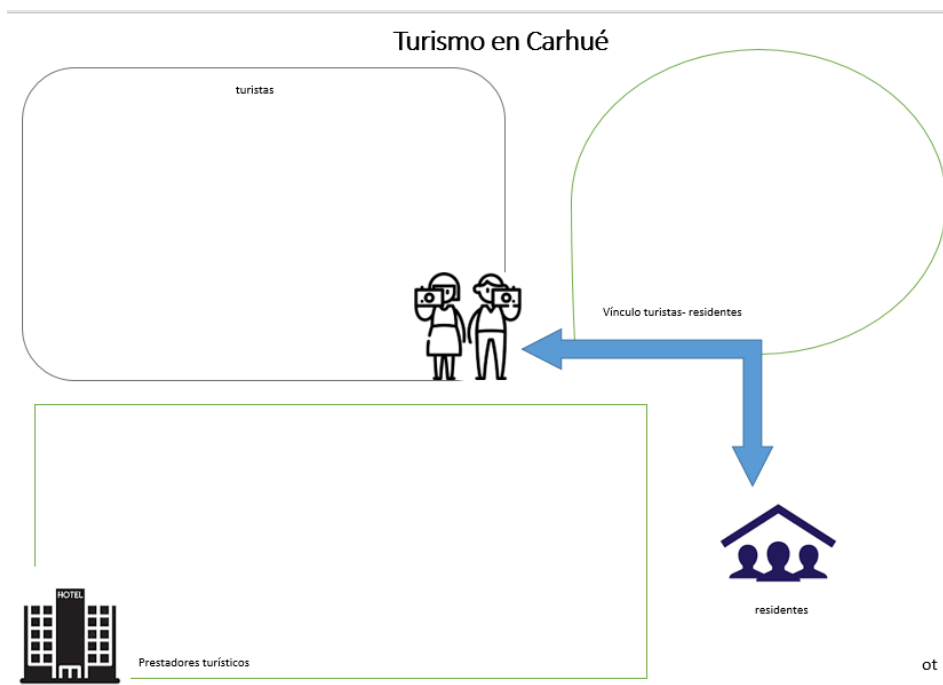 Turismo en Carhué
turistas
Vínculo turistas- residentes
HOTEL
residentes
Prestadores turísticos
ot